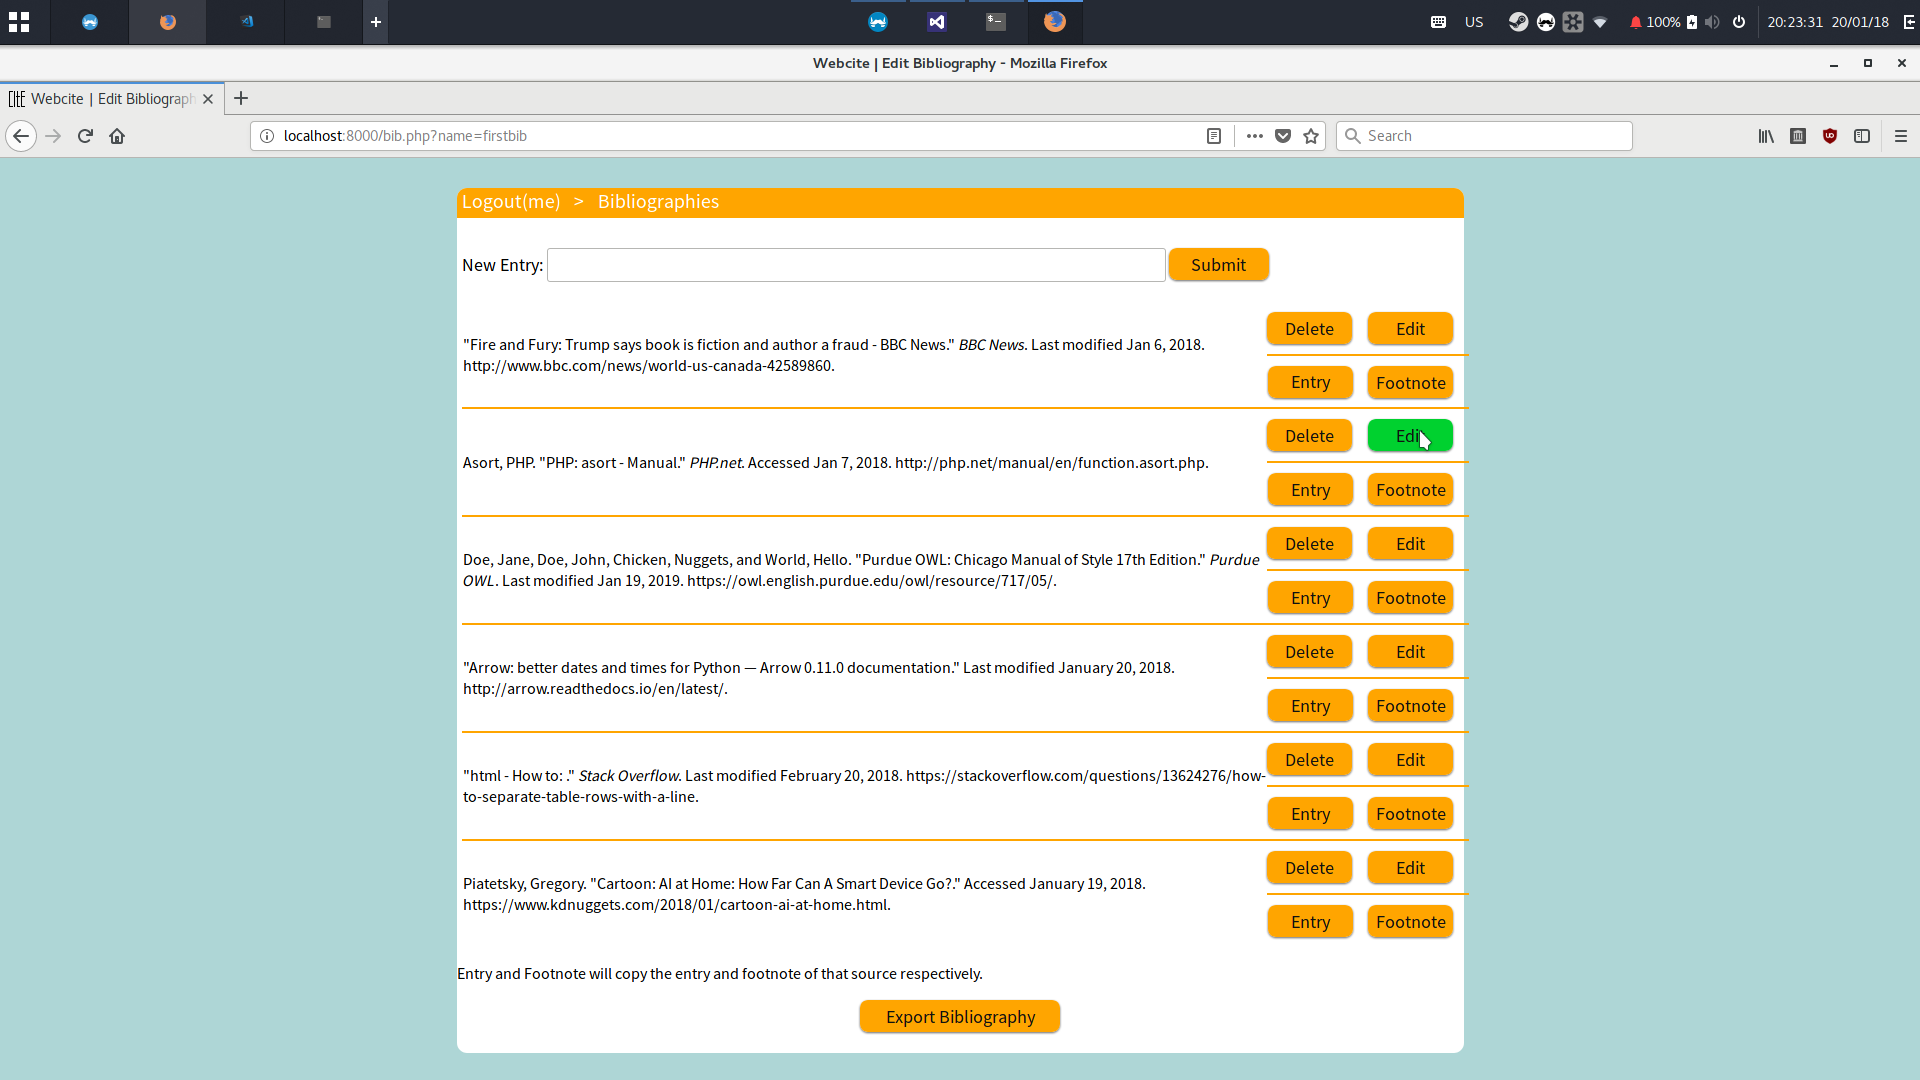 US
100%
20:23:31 20/01/18
Webcite | Edit Bibliography - Mozilla Firefox
Webcite | Edit Bibliograph
localhost:8000/bib.php?name=firstbib
Search
Logout(me) > Bibliographies
New Entry:
Submit
"Fire and Fury: Trump says book is fiction and author a fraud - BBC News." BBC News. Last modified Jan 6, 2018.
http://www.bbc.com/news/world-us-canada-42589860.
Delete Edit
Entry Footnote
Asort, PHP. "PHP: asort - Manual." PHP.net. Accessed Jan 7, 2018. http://php.net/manual/en/function.asort.php.
Delete Edit
Entry Footnote
Doe, Jane, Doe, John, Chicken, Nuggets, and World, Hello. "Purdue OWL: Chicago Manual of Style 17th Edition." Purdue
OWL. Last modified Jan 19, 2019. https://owl.english.purdue.edu/owl/resource/717/05/.
Delete Edit
Entry Footnote
"Arrow: better dates and times for Python — Arrow 0.11.0 documentation." Last modified January 20, 2018.
http://arrow.readthedocs.io/en/latest/.
Delete Edit
Entry Footnote
"html - How to: ." Stack Overflow. Last modified February 20, 2018. https://stackoverflow.com/questions/13624276/how-
to-separate-table-rows-with-a-line.
Delete Edit
Entry Footnote
Piatetsky, Gregory. "Cartoon: AI at Home: How Far Can A Smart Device Go?." Accessed January 19, 2018.
https://www.kdnuggets.com/2018/01/cartoon-ai-at-home.html.
Delete Edit
Entry Footnote
Entry and Footnote will copy the entry and footnote of that source respectively.
Export Bibliography